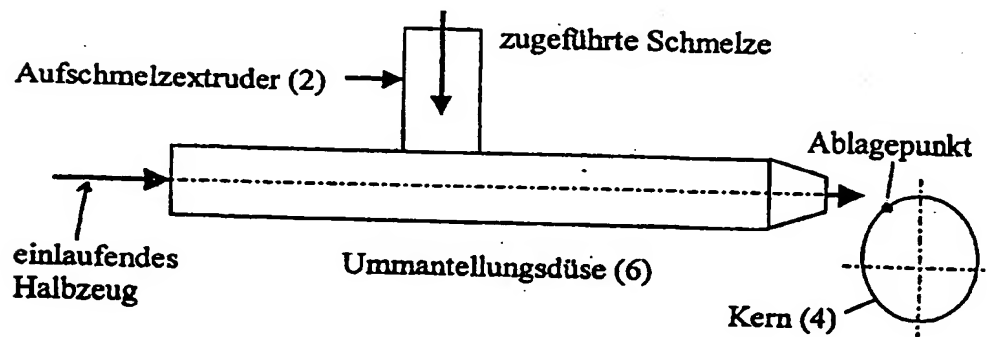 zugeführte Schmelze
Aufschmelzextruder (2)
Ablagepunkt
einlaufendes
Halbzeug
Ummantellungsdüse (6)
Kern (4)